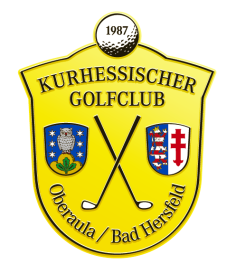 1987
KURHESSISCHER
GOLFCLUB
Oberaula / Bad Hersfeld